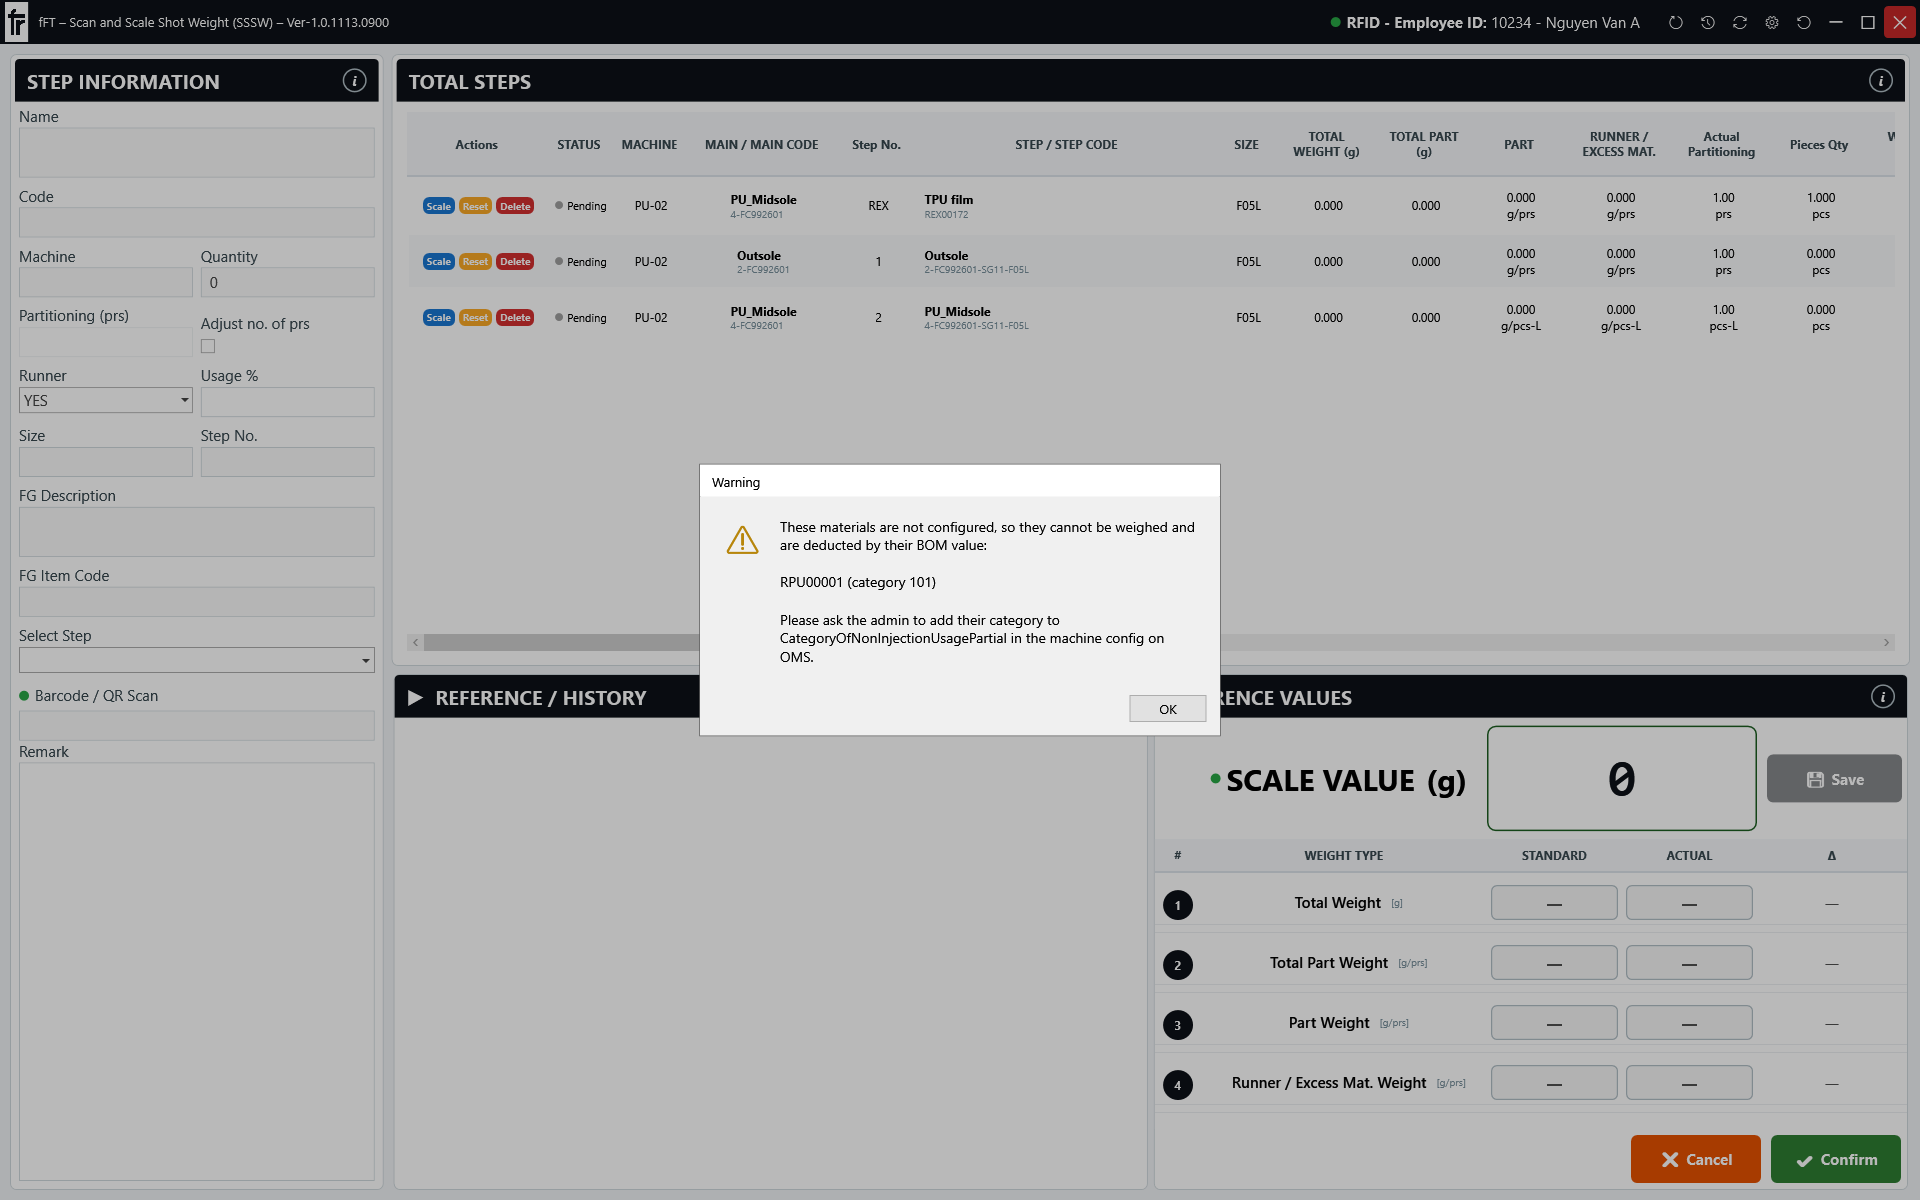 fFT – Scan and Scale Shot Weight (SSSW) – Ver-1.0.1113.0900
RFID - Employee ID: 10234 - Nguyen Van A
STEP INFORMATION
Name
Code
Machine
Quantity
0
Partitioning (prs)
Adjust no. of prs
Runner
Usage %
YES
Size
Step No.
FG Description
FG Item Code
Select Step
Barcode / QR Scan
Remark
TOTAL STEPS
Actions
STATUS
MACHINE
MAIN / MAIN CODE
Step No.
STEP / STEP CODE
SIZE
TOTAL
WEIGHT (g)
TOTAL PART
(g)
PART
RUNNER /
EXCESS MAT.
Actual
Partitioning
Pieces Qty
Scale Reset Delete
Pending
PU-02
PU_Midsole
4-FC992601
REX
TPU film
REX00172
F05L
0.000
0.000
0.000
g/prs
0.000
g/prs
1.00
prs
1.000
pcs
Scale Reset Delete
Pending
PU-02
Outsole
2-FC992601
1
Outsole
2-FC992601-SG11-F05L
F05L
0.000
0.000
0.000
g/prs
0.000
g/prs
1.00
prs
0.000
pcs
Scale Reset Delete
Pending
PU-02
PU_Midsole
4-FC992601
2
PU_Midsole
4-FC992601-SG11-F05L
F05L
0.000
0.000
0.000
g/pcs-L
0.000
g/pcs-L
1.00
pcs-L
0.000
pcs
Warning
These materials are not configured, so they cannot be weighed and
are deducted by their BOM value:
RPU00001 (category 101)
Please ask the admin to add their category to
CategoryOfNonInjectionUsagePartial in the machine config on
OMS.
OK
REFERENCE / HISTORY
RENCE VALUES
SCALE VALUE (g)
0
Save
#
WEIGHT TYPE
STANDARD
ACTUAL
Δ
1
Total Weight [g]
—
—
—
2
Total Part Weight [g/prs]
—
—
—
3
Part Weight [g/prs]
—
—
—
4
Runner / Excess Mat. Weight [g/prs]
—
—
—
Cancel
Confirm